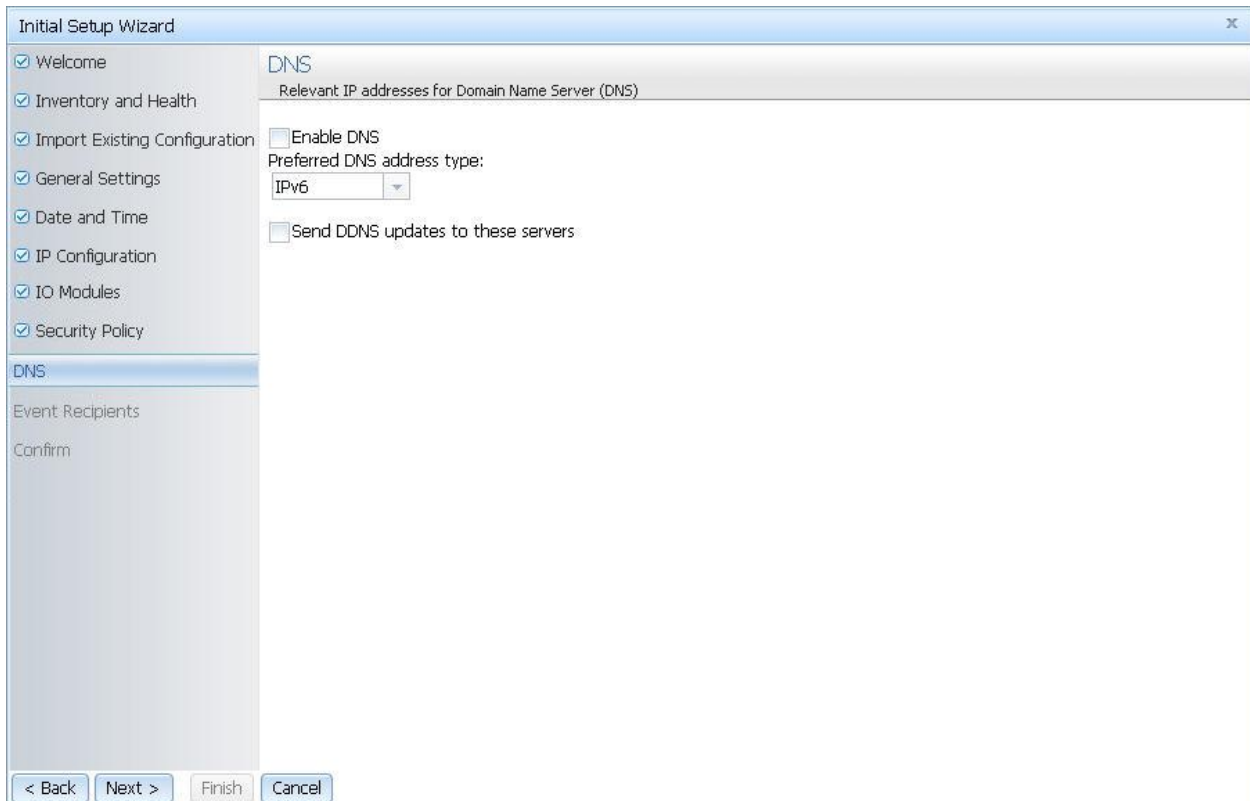 Initial Setup Wizard
x
Welcome
Inventory and Health
Import Existing Configuration
General Settings
Date and Time
IP Configuration
IO Modules
Security Policy
DNS
Event Recipients
Confirm
DNS
Relevant IP addresses for Domain Name Server (DNS)
Enable DNS
Preferred DNS address type:
IPv6
Send DDNS updates to these servers
< Back
Next >
Finish
Cancel